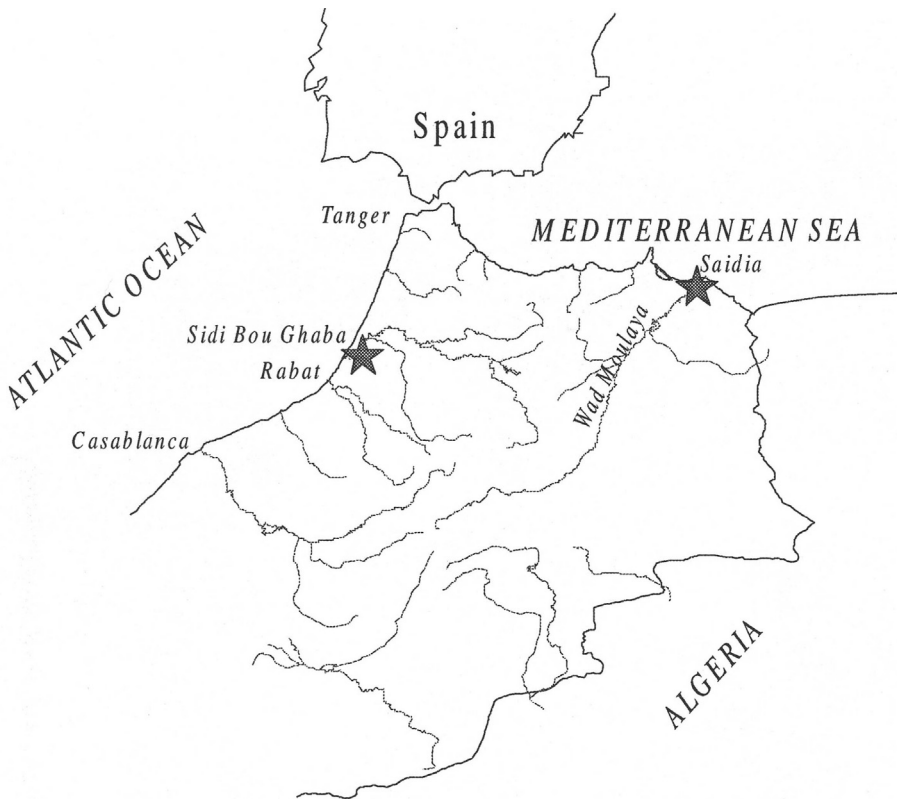 Spain
Tanger
MEDITERRANEAN SEA
Saidia
ATLANTIC OCEAN
Sidi Bou Ghaba
Rabat
Wad Moulaya
Casablanca
ALGERIA